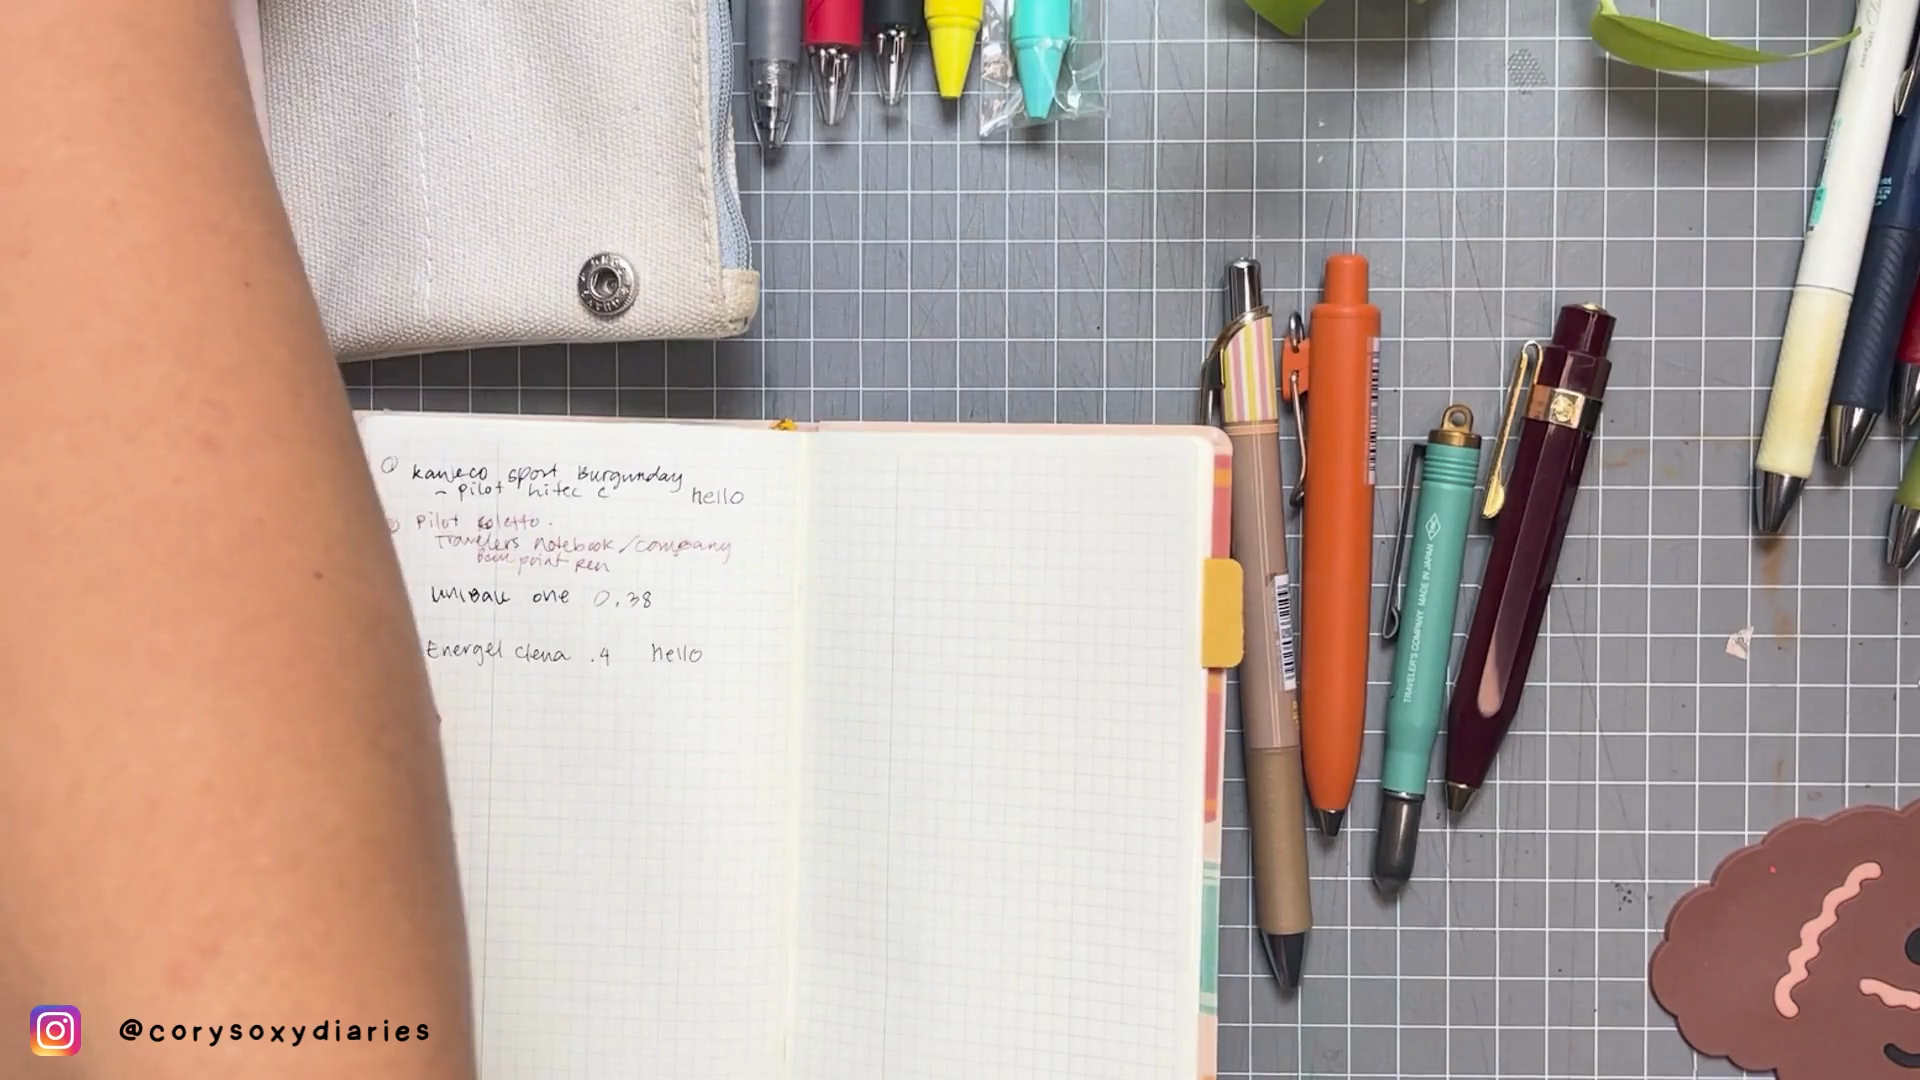 kaweco sport Burgunday
- pilot hitec c
hello
pilot coletto.
Travelers notebook/company
ball point pen
uniBall one 0.38
Energel Clena .4 hello
TRAVELER'S COMPANY MADE IN JAPAN
@corysoxydiaries